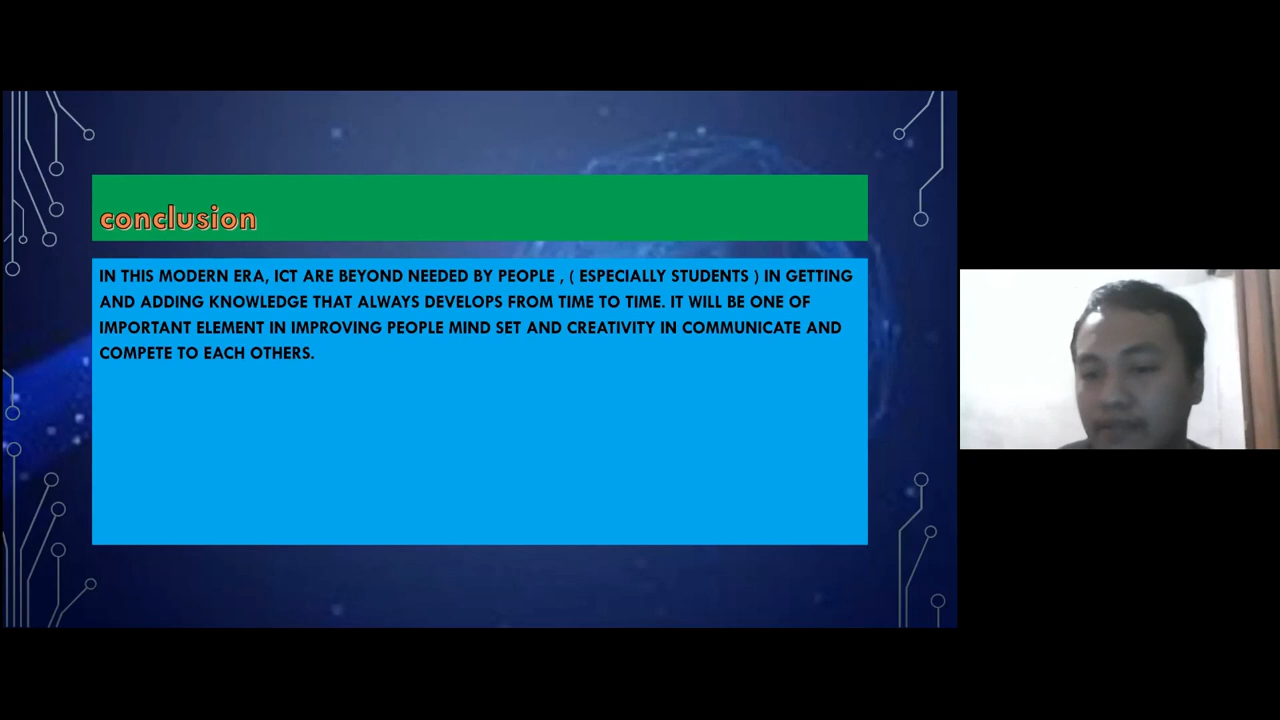 conclusion
IN THIS MODERN ERA, ICT ARE BEYOND NEEDED BY PEOPLE , ( ESPECIALLY STUDENTS ) IN GETTING
AND ADDING KNOWLEDGE THAT ALWAYS DEVELOPS FROM TIME TO TIME. IT WILL BE ONE OF
IMPORTANT ELEMENT IN IMPROVING PEOPLE MIND SET AND CREATIVITY IN COMMUNICATE AND
COMPETE TO EACH OTHERS.